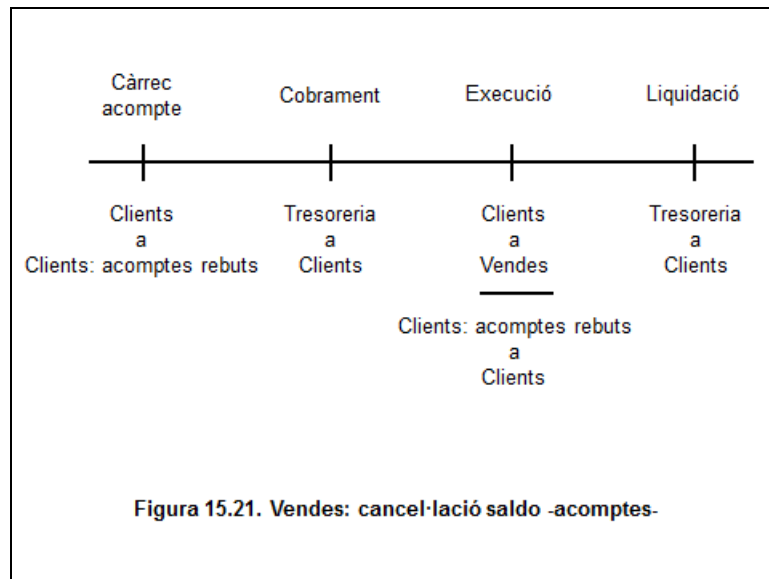 Càrrec
acompte
Cobrament
Execució
Liquidació
Clients
a
Clients: acomptes rebuts
Tresoreria
a
Clients
Clients
a
Vendes
Clients: acomptes rebuts
a
Clients
Tresoreria
a
Clients
Figura 15.21. Vendes: cancel·lació saldo -acomptes-